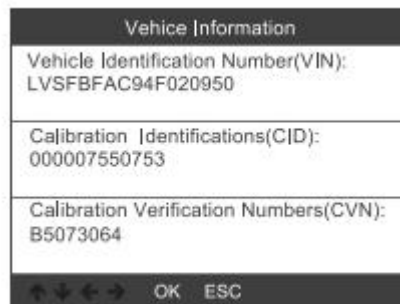 Vehice Information
Vehicle Identification Number(VIN):
LVSFBFAC94F020950
Calibration Identifications(CID):
000007550753
Calibration Verification Numbers(CVN):
B5073064
OK ESC